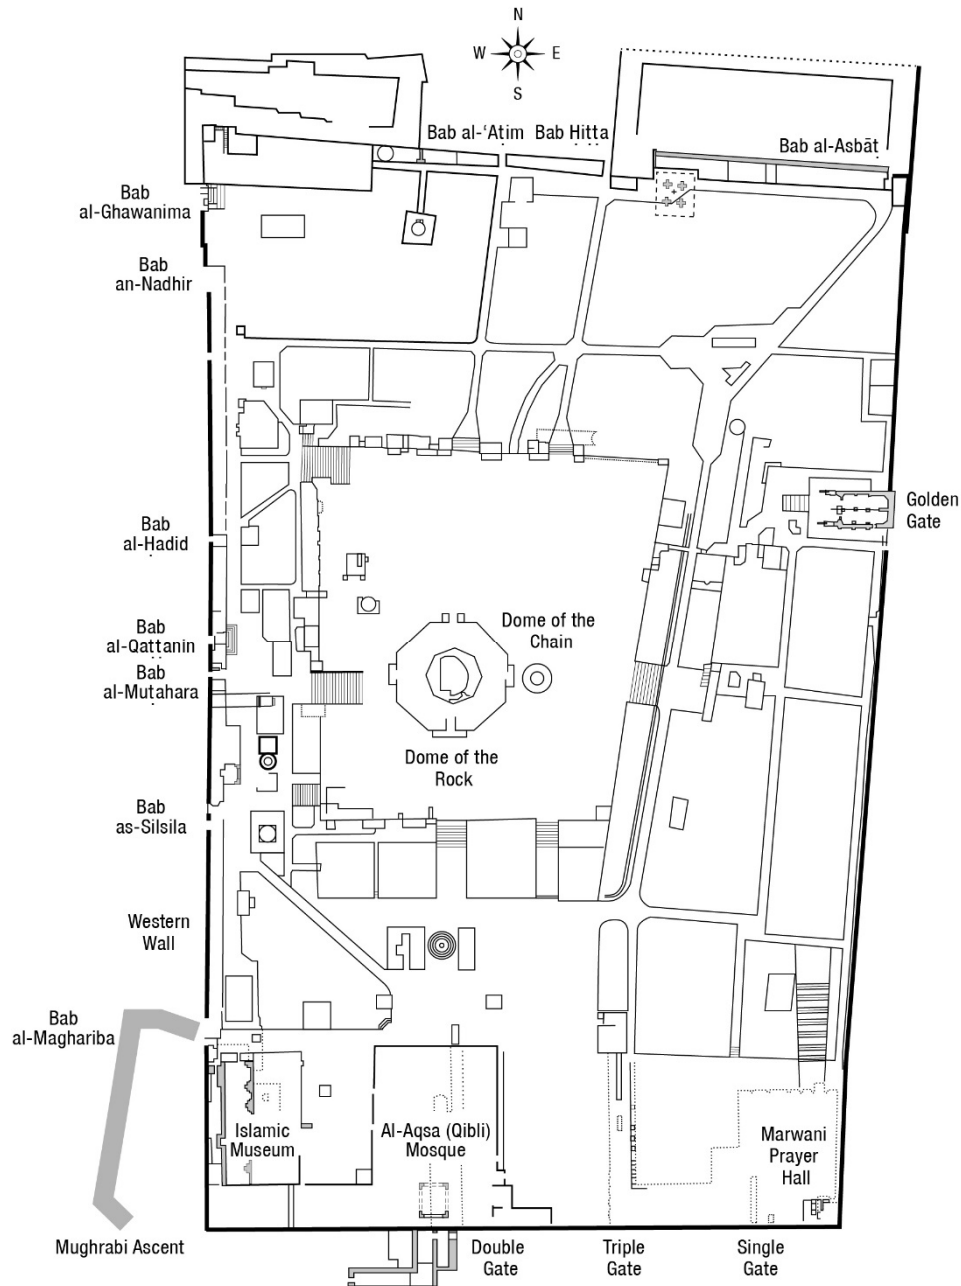 N
W E
S
Bab al-‘Atim Bab Hitta
Bab al-Asbāt
Bab
al-Ghawanima
Bab
an-Nadhir
Golden
Gate
Bab
al-Hadid
Bab
al-Qattanin
Dome of the
Chain
Bab
al-Mutahara
Dome of the
Rock
Bab
as-Silsila
Western
Wall
Bab
al-Maghariba
Islamic
Museum
Al-Aqsa (Qibli)
Mosque
Marwani
Prayer
Hall
Mughrabi Ascent
Double
Gate
Triple
Gate
Single
Gate